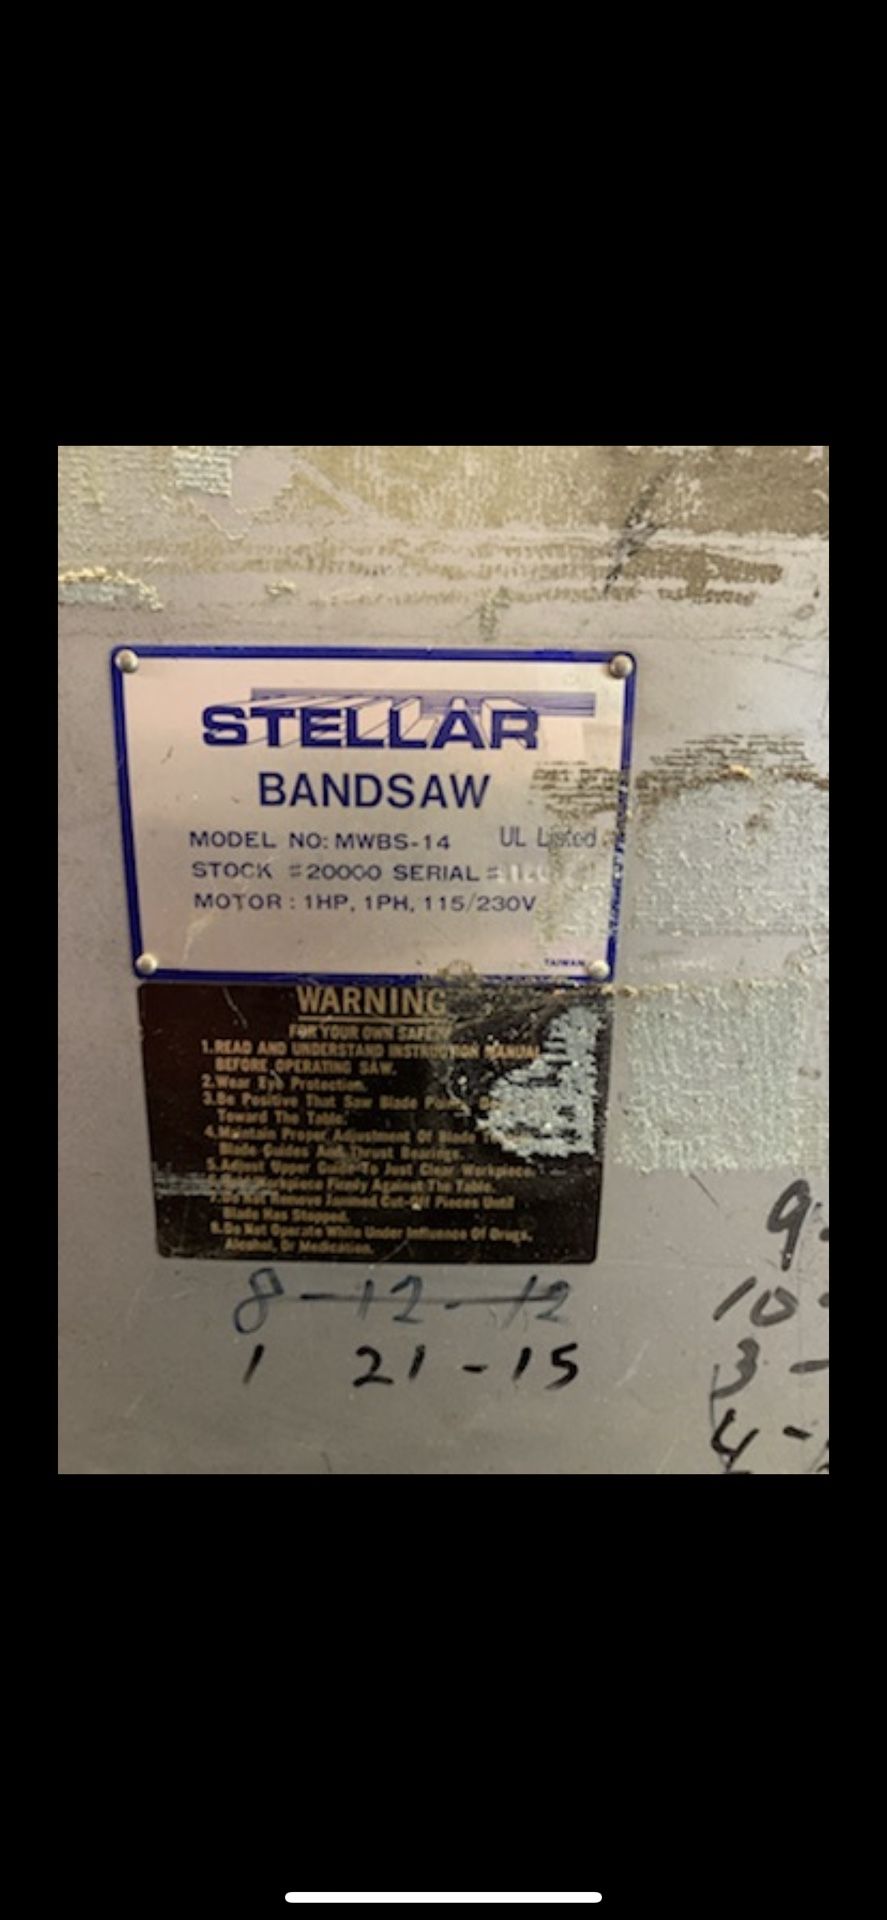 STELLAR
BANDSAW
MODEL NO: MWBS-14 UL Listed
STOCK #20000 SERIAL #
MOTOR: 1HP, 1PH, 115/230V
TAIWAN
WARNING
FOR YOUR OWN SAFETY
1.READ AND UNDERSTAND INSTRUCTION MANUAL
BEFORE OPERATING SAW.
2.Wear Eye Protection.
3.Be Positive That Saw Blade
Toward The Table.
4.Maintain Proper Adjustment Of Blade
Blade Guides And Thrust Bearings.
5.Adjust Upper Guide To Just Clear Workpiece.
Workpiece Firmly Against The Table.
7.Do Not Remove Jammed Cut-Off Pieces Until
Blade Has Stopped.
8.Do Not Operate While Under Influence Of Drugs,
Alcohol, Or Medication.
8-12-12
1 21-15
9-
10-
3-
4-